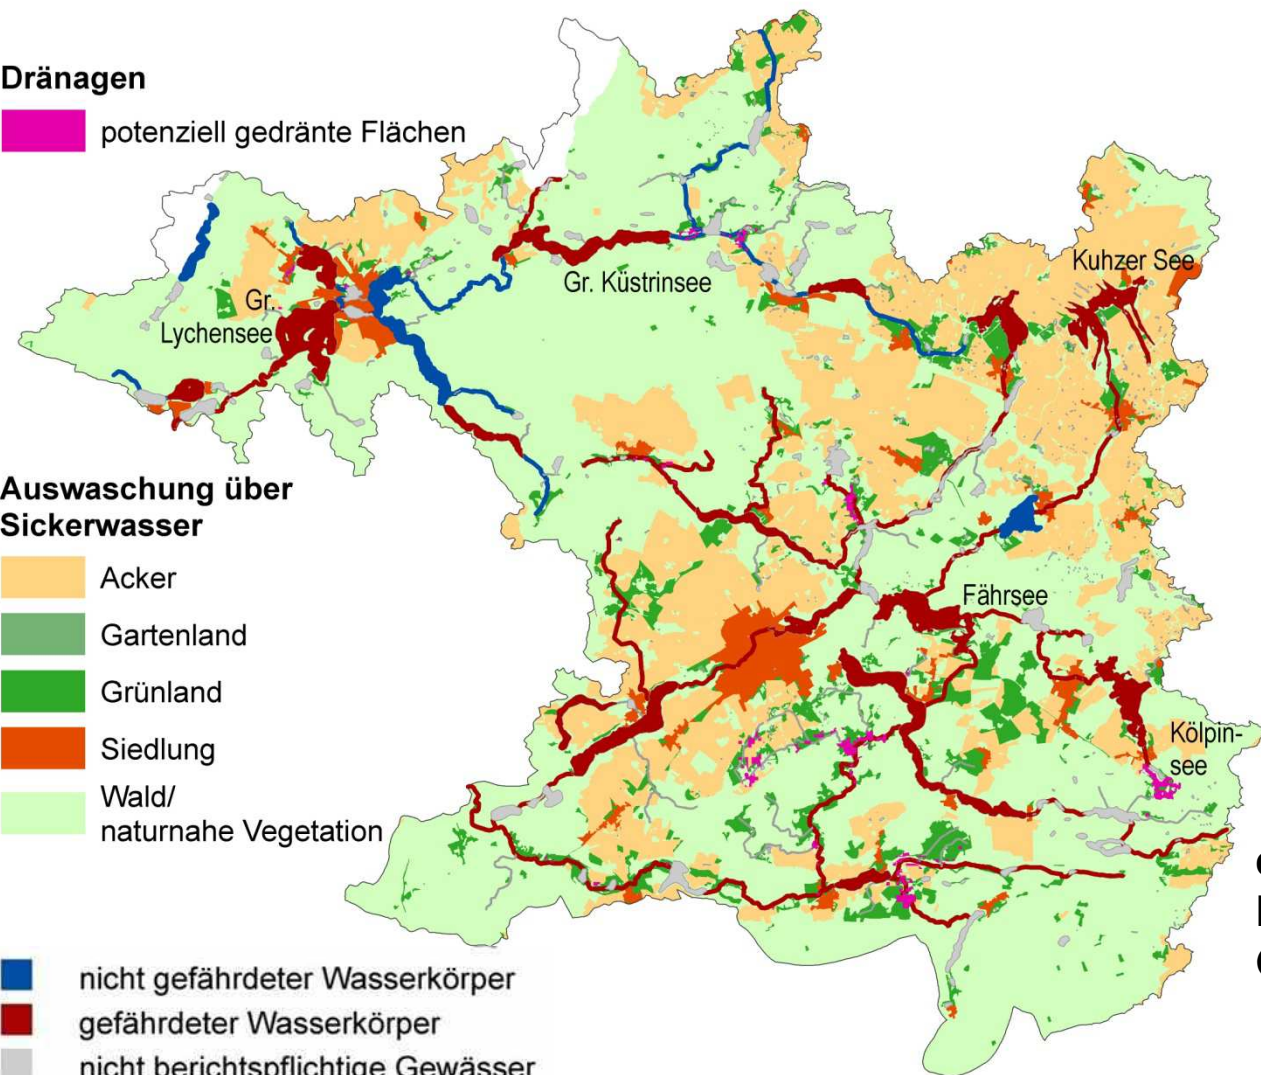 Dränagen
potenziell gedränte Flächen
Kuhzer See
Gr. Küstrinsee
Gr.
Lychensee
Auswaschung über
Sickerwasser
Acker
Gartenland
Grünland
Siedlung
Wald/
naturnahe Vegetation
Fährsee
Kölpin-
see
nicht gefährdeter Wasserkörper
gefährdeter Wasserkörper
nicht berichtspflichtige Gewässer